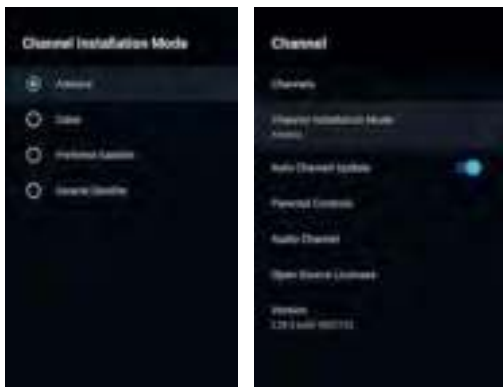 Channel Installation Mode
Antenna
Cable
Preferred Satellite
General Satellite
Channel
Channels
Channel Installation Mode
Antenna
Auto Channel Update
Parental Controls
Audio Channel
Open Source Licenses
Version